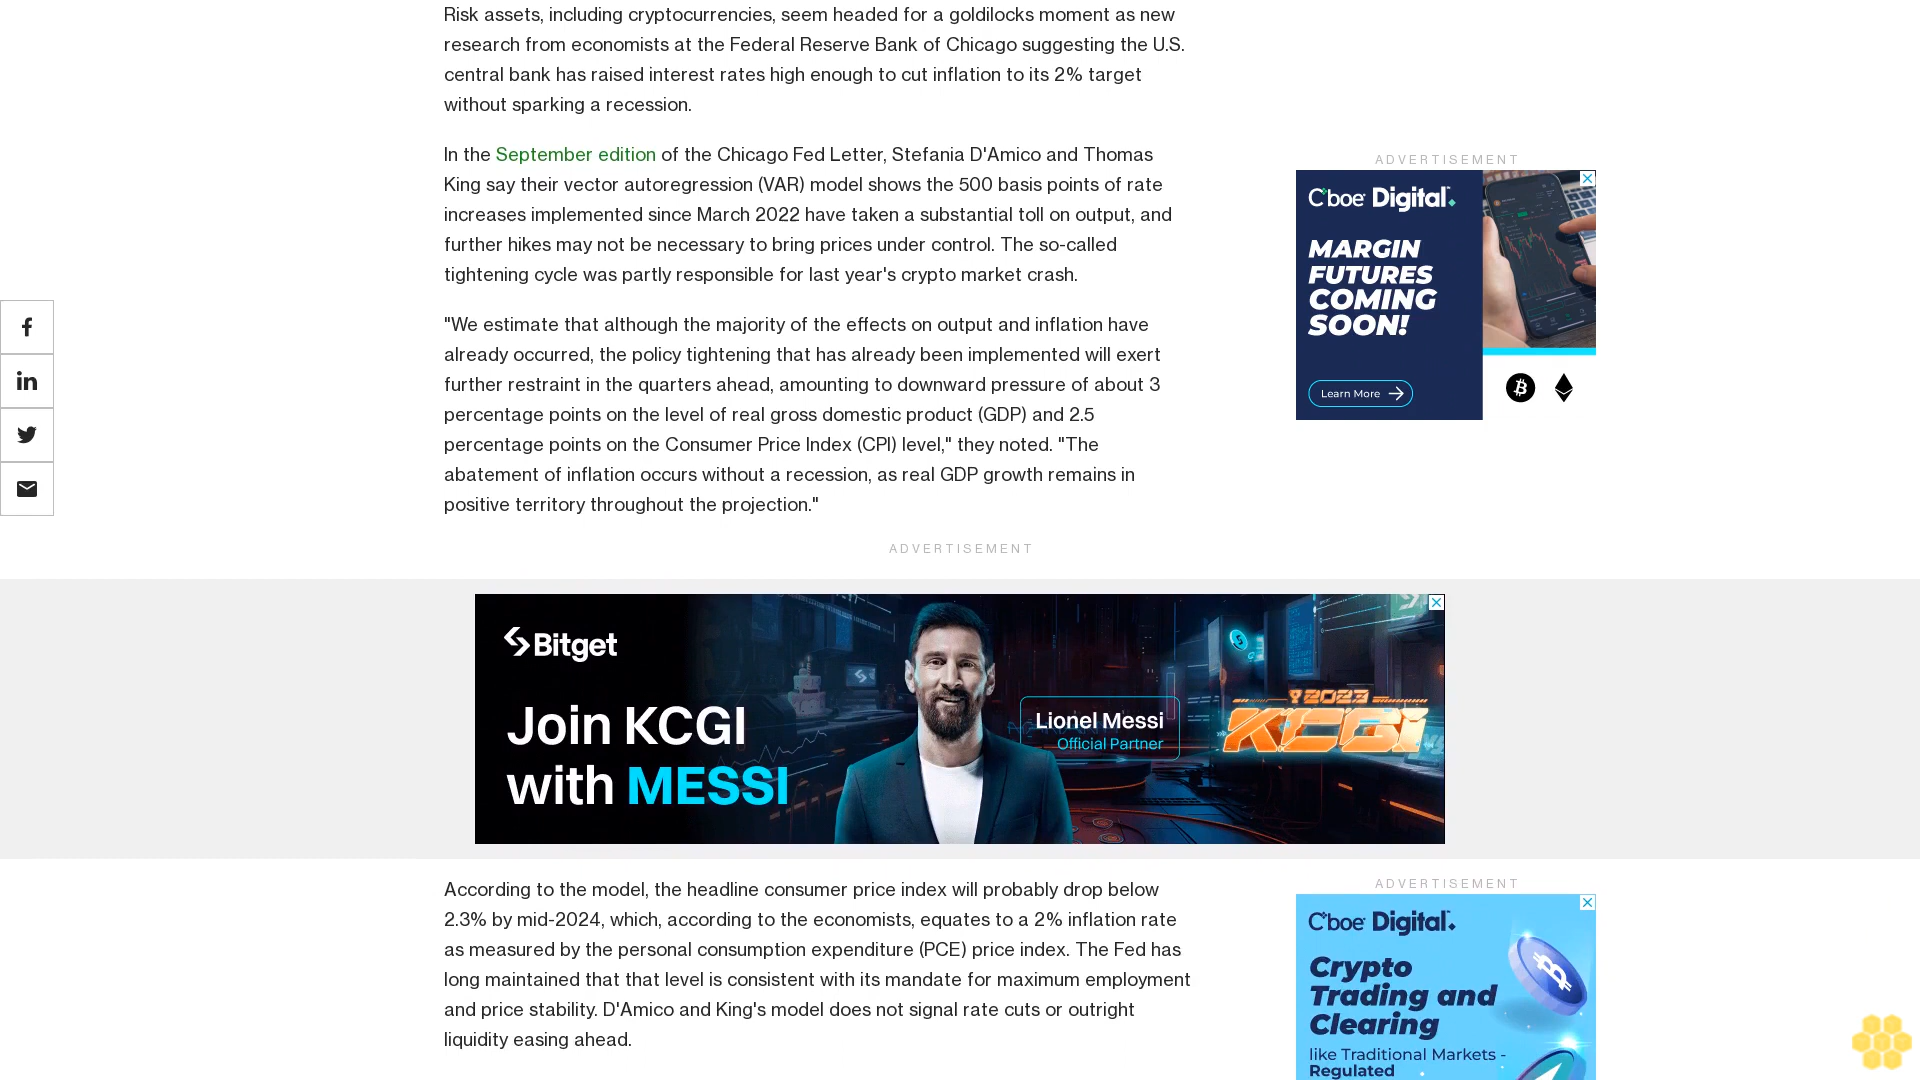 Risk assets, including cryptocurrencies, seem headed for a goldilocks moment as new
research from economists at the Federal Reserve Bank of Chicago suggesting the U.S.
central bank has raised interest rates high enough to cut inflation to its 2% target
without sparking a recession.
In the September edition of the Chicago Fed Letter, Stefania D'Amico and Thomas
King say their vector autoregression (VAR) model shows the 500 basis points of rate
increases implemented since March 2022 have taken a substantial toll on output, and
further hikes may not be necessary to bring prices under control. The so-called
tightening cycle was partly responsible for last year's crypto market crash.
"We estimate that although the majority of the effects on output and inflation have
already occurred, the policy tightening that has already been implemented will exert
further restraint in the quarters ahead, amounting to downward pressure of about 3
percentage points on the level of real gross domestic product (GDP) and 2.5
percentage points on the Consumer Price Index (CPI) level," they noted. "The
abatement of inflation occurs without a recession, as real GDP growth remains in
positive territory throughout the projection."
ADVERTISEMENT
Cboe Digital
MARGIN
FUTURES
COMING
SOON!
Learn More
ADVERTISEMENT
Bitget
Join KCGI
with MESSI
Lionel Messi
Official Partner
2023
KCGI
According to the model, the headline consumer price index will probably drop below
2.3% by mid-2024, which, according to the economists, equates to a 2% inflation rate
as measured by the personal consumption expenditure (PCE) price index. The Fed has
long maintained that that level is consistent with its mandate for maximum employment
and price stability. D'Amico and King's model does not signal rate cuts or outright
liquidity easing ahead.
ADVERTISEMENT
Cboe Digital
Crypto
Trading and
Clearing
like Traditional Markets -
Regulated